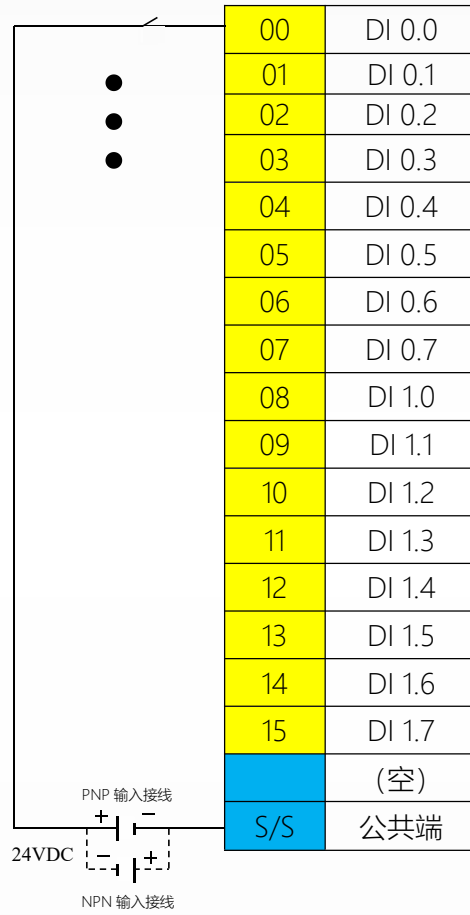 00 DI 0.0
01 DI 0.1
02 DI 0.2
03 DI 0.3
04 DI 0.4
05 DI 0.5
06 DI 0.6
07 DI 0.7
08 DI 1.0
09 DI 1.1
10 DI 1.2
11 DI 1.3
12 DI 1.4
13 DI 1.5
14 DI 1.6
15 DI 1.7
(空)
PNP 输入接线
+ −
S/S 公共端
24VDC
− +
NPN 输入接线